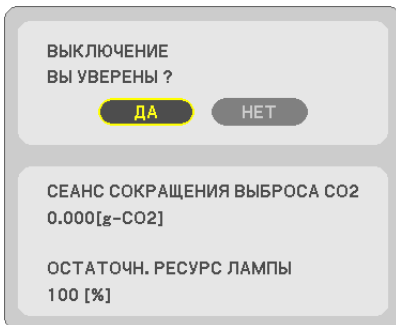 ВЫКЛЮЧЕНИЕ
ВЫ УВЕРЕНЫ ?
ДА НЕТ
СЕАНС СОКРАЩЕНИЯ ВЫБРОСА CO2
0.000[g-CO2]
ОСТАТОЧН. РЕСУРС ЛАМПЫ
100 [%]